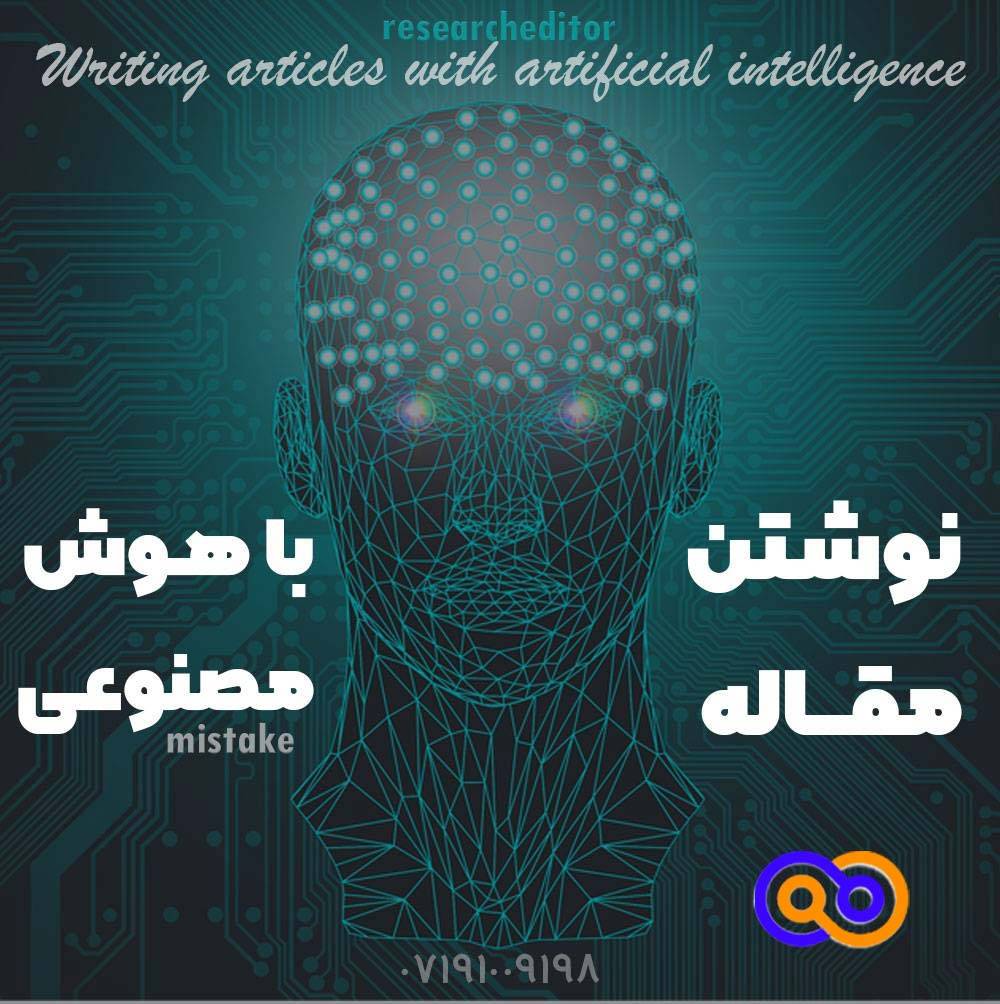 researcheditor
Writing articles with artificial intelligence
نوشتن
با هوش
مقاله
مصنوعی
mistake
۰۷۱۹۱۰۰۹۱۹۸